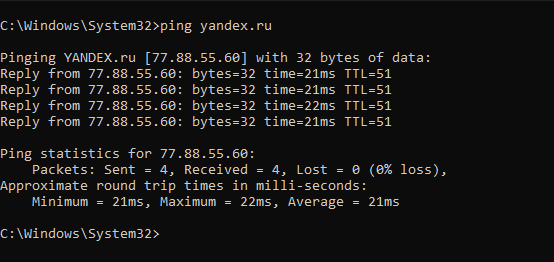 C:\Windows\System32>ping yandex.ru
Pinging YANDEX.ru [77.88.55.60] with 32 bytes of data:
Reply from 77.88.55.60: bytes=32 time=21ms TTL=51
Reply from 77.88.55.60: bytes=32 time=21ms TTL=51
Reply from 77.88.55.60: bytes=32 time=22ms TTL=51
Reply from 77.88.55.60: bytes=32 time=21ms TTL=51
Ping statistics for 77.88.55.60:
    Packets: Sent = 4, Received = 4, Lost = 0 (0% loss),
Approximate round trip times in milli-seconds:
    Minimum = 21ms, Maximum = 22ms, Average = 21ms
C:\Windows\System32>